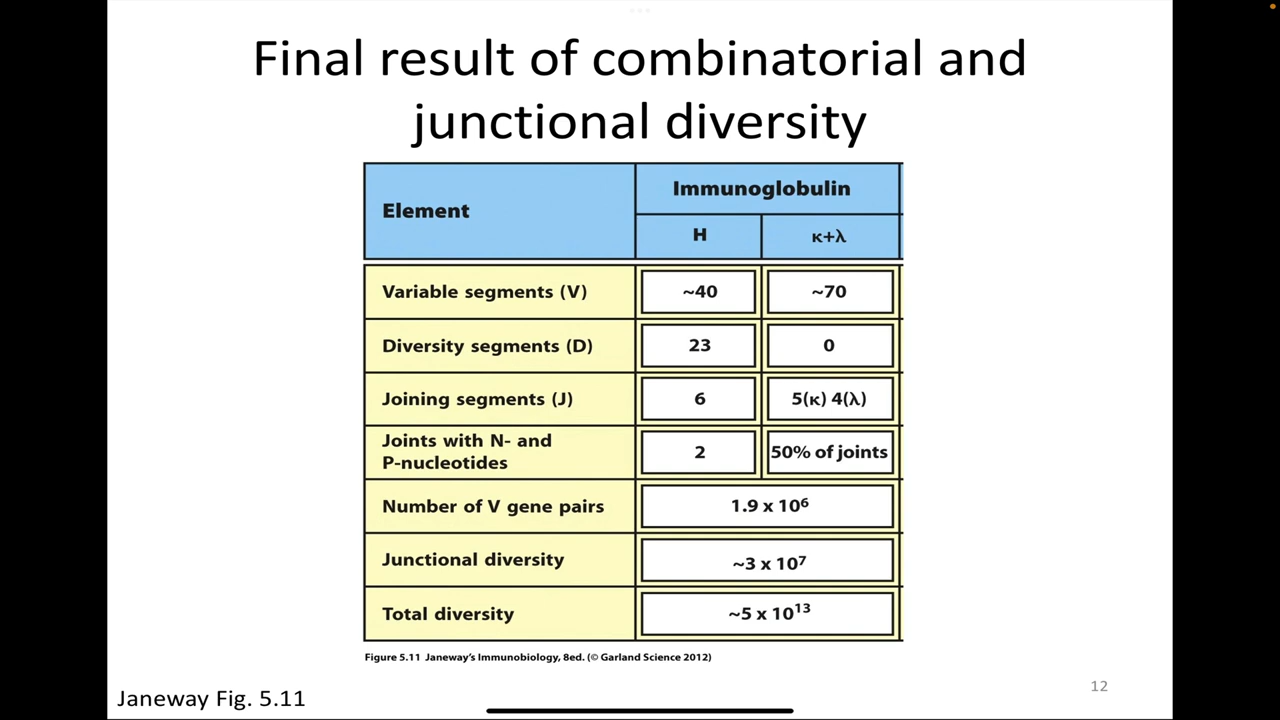 Final result of combinatorial and
junctional diversity
Element
Immunoglobulin
H
κ+λ
Variable segments (V)
~40
~70
Diversity segments (D)
23
0
Joining segments (J)
6
5(κ) 4(λ)
Joints with N- and
P-nucleotides
2
50% of joints
Number of V gene pairs
1.9 x 10⁶
Junctional diversity
~3 x 10⁷
Total diversity
~5 x 10¹³
Figure 5.11 Janeway's Immunobiology, 8ed. (© Garland Science 2012)
Janeway Fig. 5.11
12